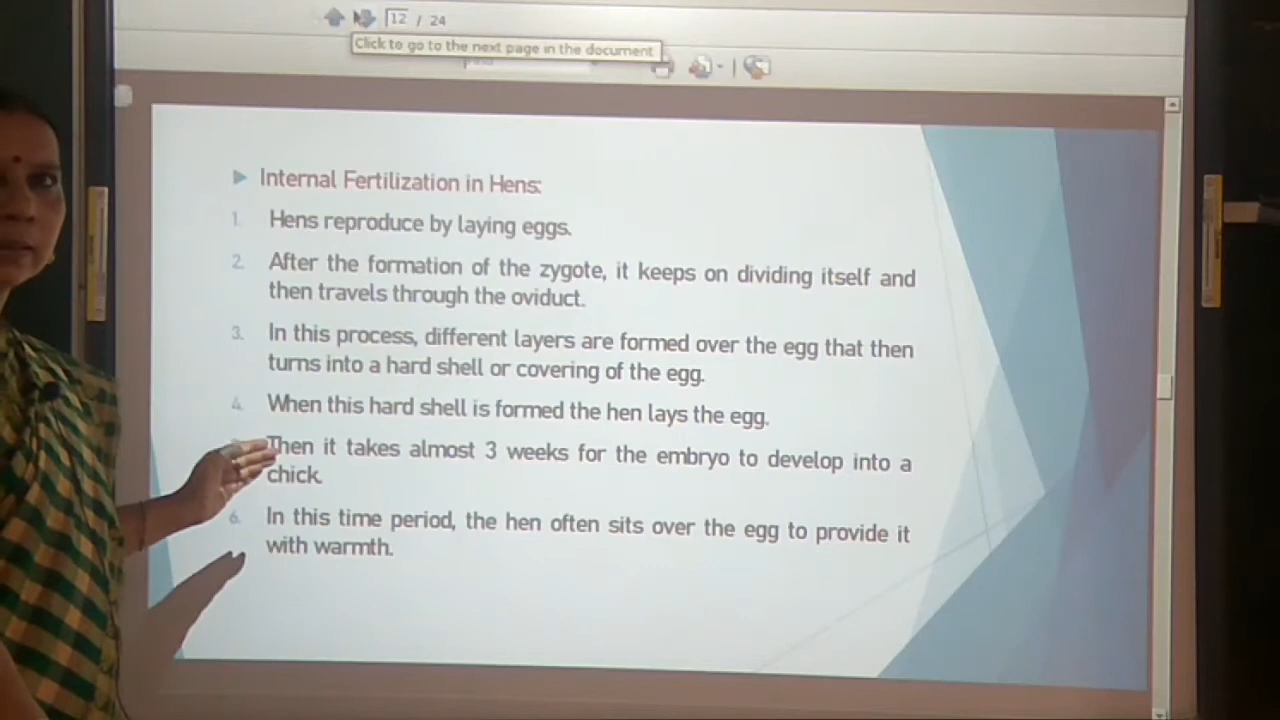 12 / 24
Click to go to the next page in the document
Internal Fertilization in Hens:
1. Hens reproduce by laying eggs.
2. After the formation of the zygote, it keeps on dividing itself and
then travels through the oviduct.
3. In this process, different layers are formed over the egg that then
turns into a hard shell or covering of the egg.
4. When this hard shell is formed the hen lays the egg.
Then it takes almost 3 weeks for the embryo to develop into a
chick.
6. In this time period, the hen often sits over the egg to provide it
with warmth.